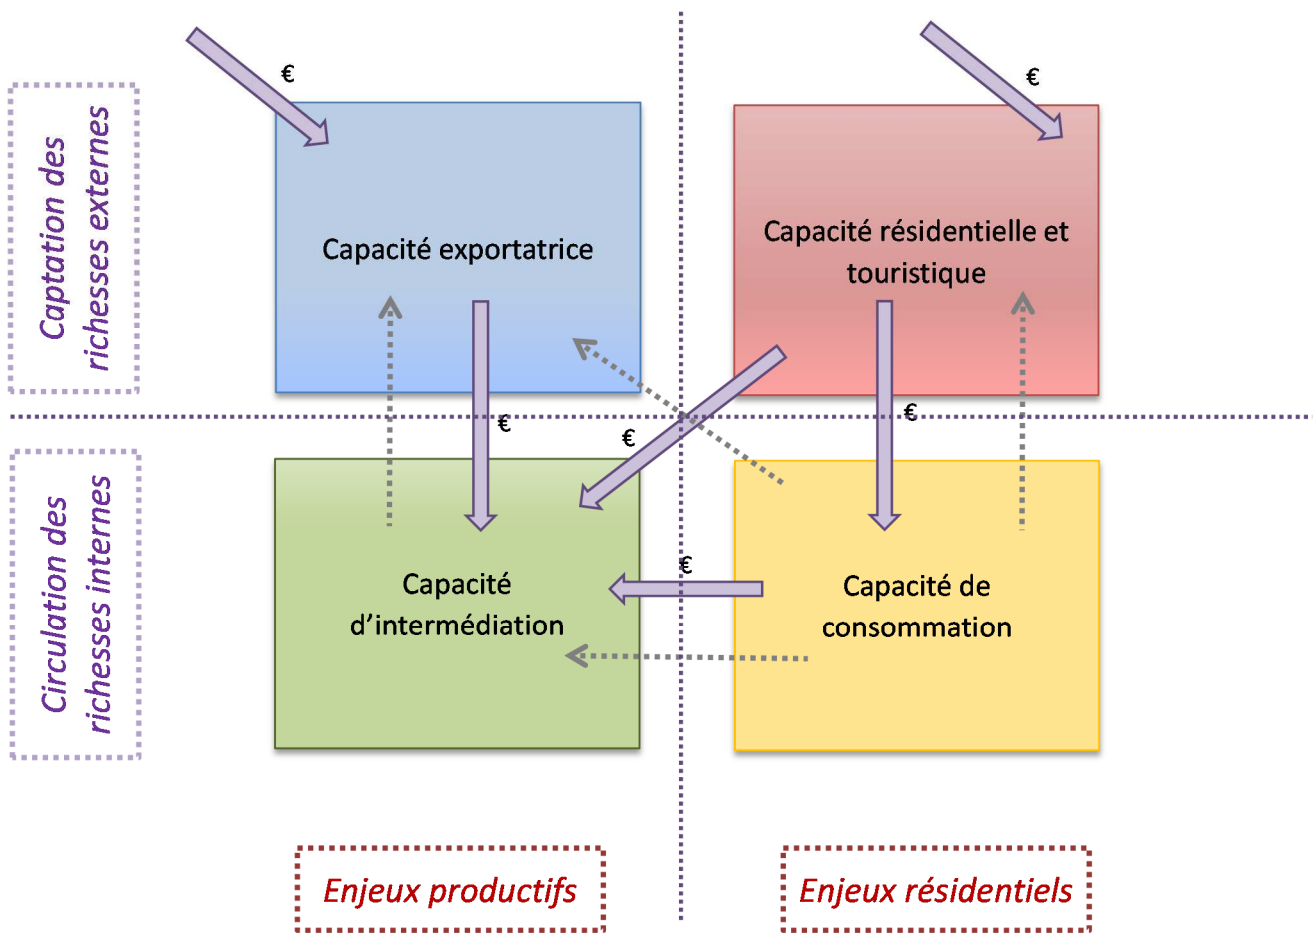 €
€
Captation des
richesses externes
Capacité exportatrice
Capacité résidentielle et
touristique
€
€
€
Circulation des
richesses internes
€
Capacité
d’intermédiation
Capacité de
consommation
Enjeux productifs
Enjeux résidentiels